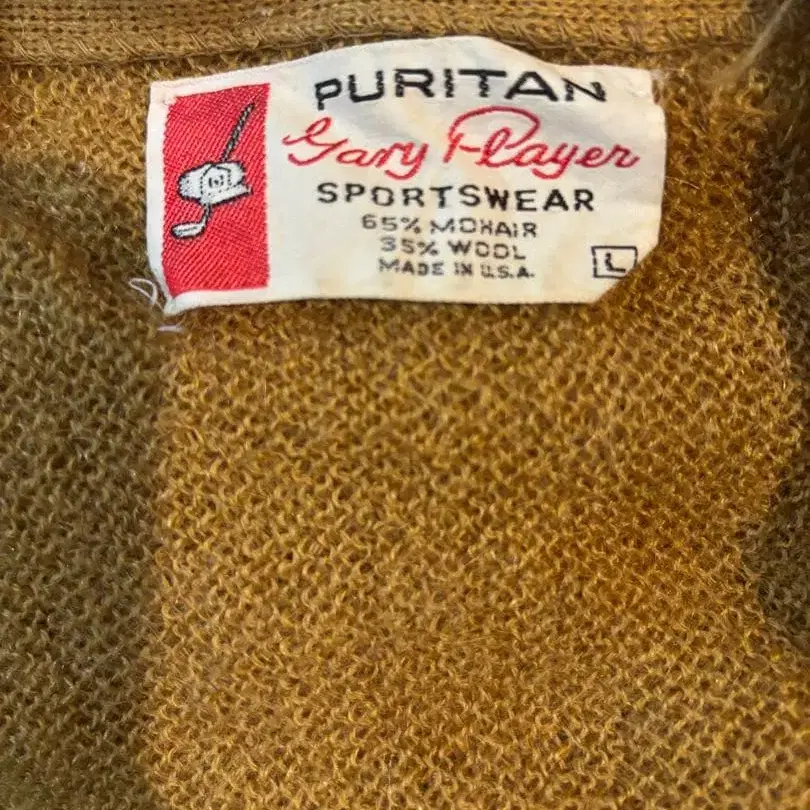 PURITAN
Gary Player
SPORTSWEAR
65% MOHAIR
35% WOOL
MADE IN U.S.A.
L